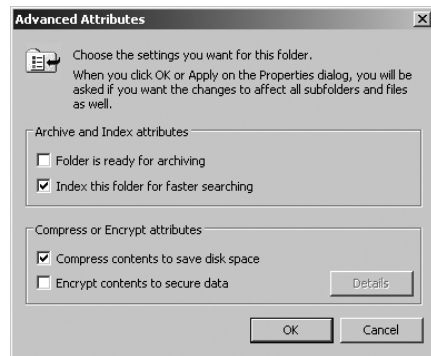 Advanced Attributes
Choose the settings you want for this folder.
When you click OK or Apply on the Properties dialog, you will be
asked if you want the changes to affect all subfolders and files
as well.
Archive and Index attributes
Folder is ready for archiving
Index this folder for faster searching
Compress or Encrypt attributes
Compress contents to save disk space
Encrypt contents to secure data
Details
OK
Cancel